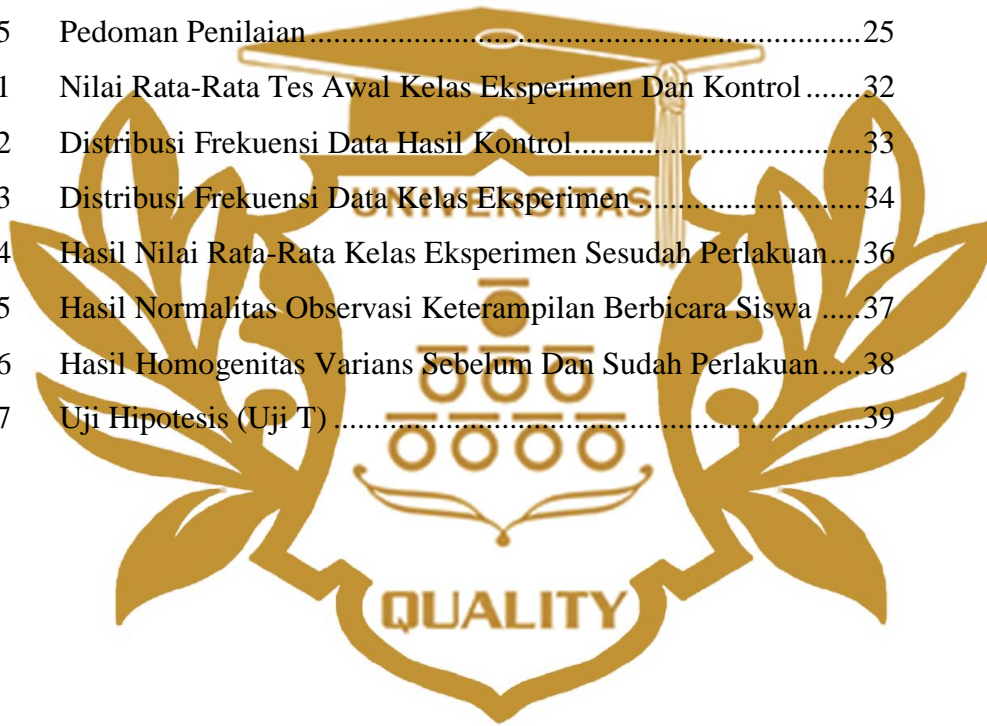 5 Pedoman Penilaian....................................................................25
1 Nilai Rata-Rata Tes Awal Kelas Eksperimen Dan Kontrol.......32
2 Distribusi Frekuensi Data Hasil Kontrol...................................33
3 Distribusi Frekuensi Data Kelas Eksperimen ...........................34
UNIVERSITAS
4 Hasil Nilai Rata-Rata Kelas Eksperimen Sesudah Perlakuan....36
5 Hasil Normalitas Observasi Keterampilan Berbicara Siswa .....37
6 Hasil Homogenitas Varians Sebelum Dan Sudah Perlakuan.....38
7 Uji Hipotesis (Uji T) .................................................................39
QUALITY